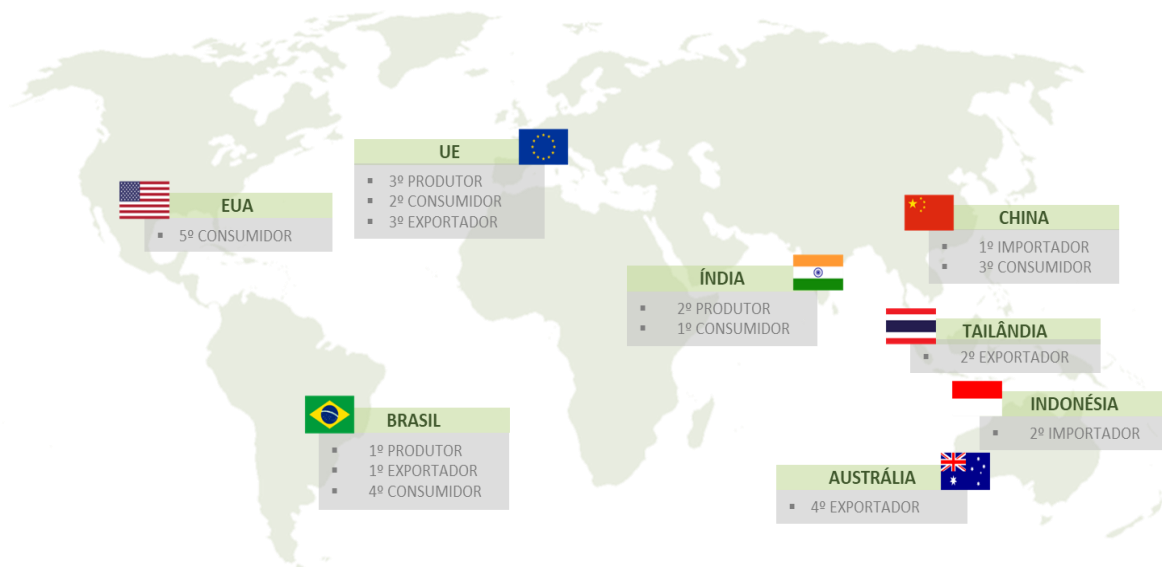 UE
▪ 3º PRODUTOR
▪ 2º CONSUMIDOR
▪ 3º EXPORTADOR
EUA
▪ 5º CONSUMIDOR
CHINA
▪ 1º IMPORTADOR
▪ 3º CONSUMIDOR
ÍNDIA
▪ 2º PRODUTOR
▪ 1º CONSUMIDOR
TAILÂNDIA
▪ 2º EXPORTADOR
INDONÉSIA
▪ 2º IMPORTADOR
BRASIL
▪ 1º PRODUTOR
▪ 1º EXPORTADOR
▪ 4º CONSUMIDOR
AUSTRÁLIA
▪ 4º EXPORTADOR